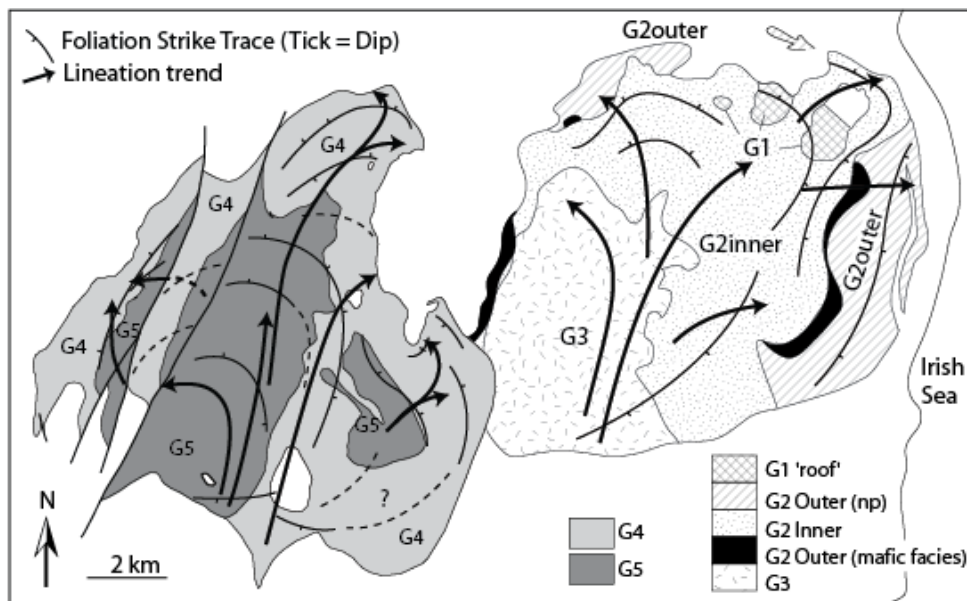 Foliation Strike Trace (Tick = Dip)
Lineation trend
G2outer
G4
G1
G4
G2inner
G2outer
G5
G4
G3
G5
G5
?
G4
Irish
Sea
N
2 km
G4
G5
G1 'roof'
G2 Outer (np)
G2 Inner
G2 Outer (mafic facies)
G3